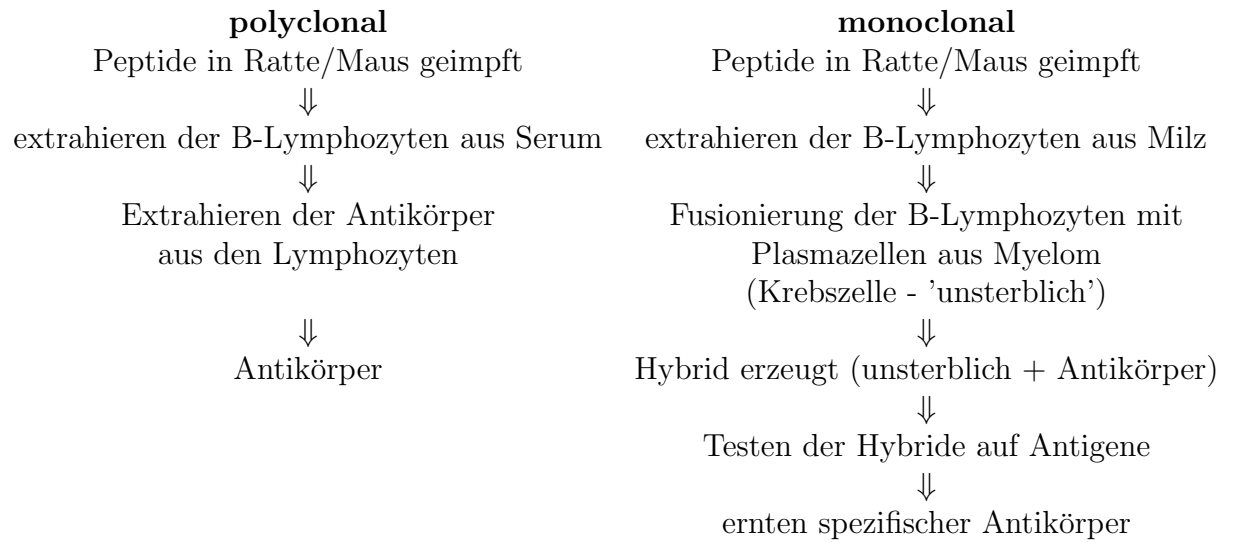 polyclonal
Peptide in Ratte/Maus geimpft
⇓
extrahieren der B-Lymphozyten aus Serum
⇓
Extrahieren der Antikörper
aus den Lymphozyten
⇓
Antikörper
monoclonal
Peptide in Ratte/Maus geimpft
⇓
extrahieren der B-Lymphozyten aus Milz
⇓
Fusionierung der B-Lymphozyten mit
Plasmazellen aus Myelom
(Krebszelle - 'unsterblich')
⇓
Hybrid erzeugt (unsterblich + Antikörper)
⇓
Testen der Hybride auf Antigene
⇓
ernten spezifischer Antikörper